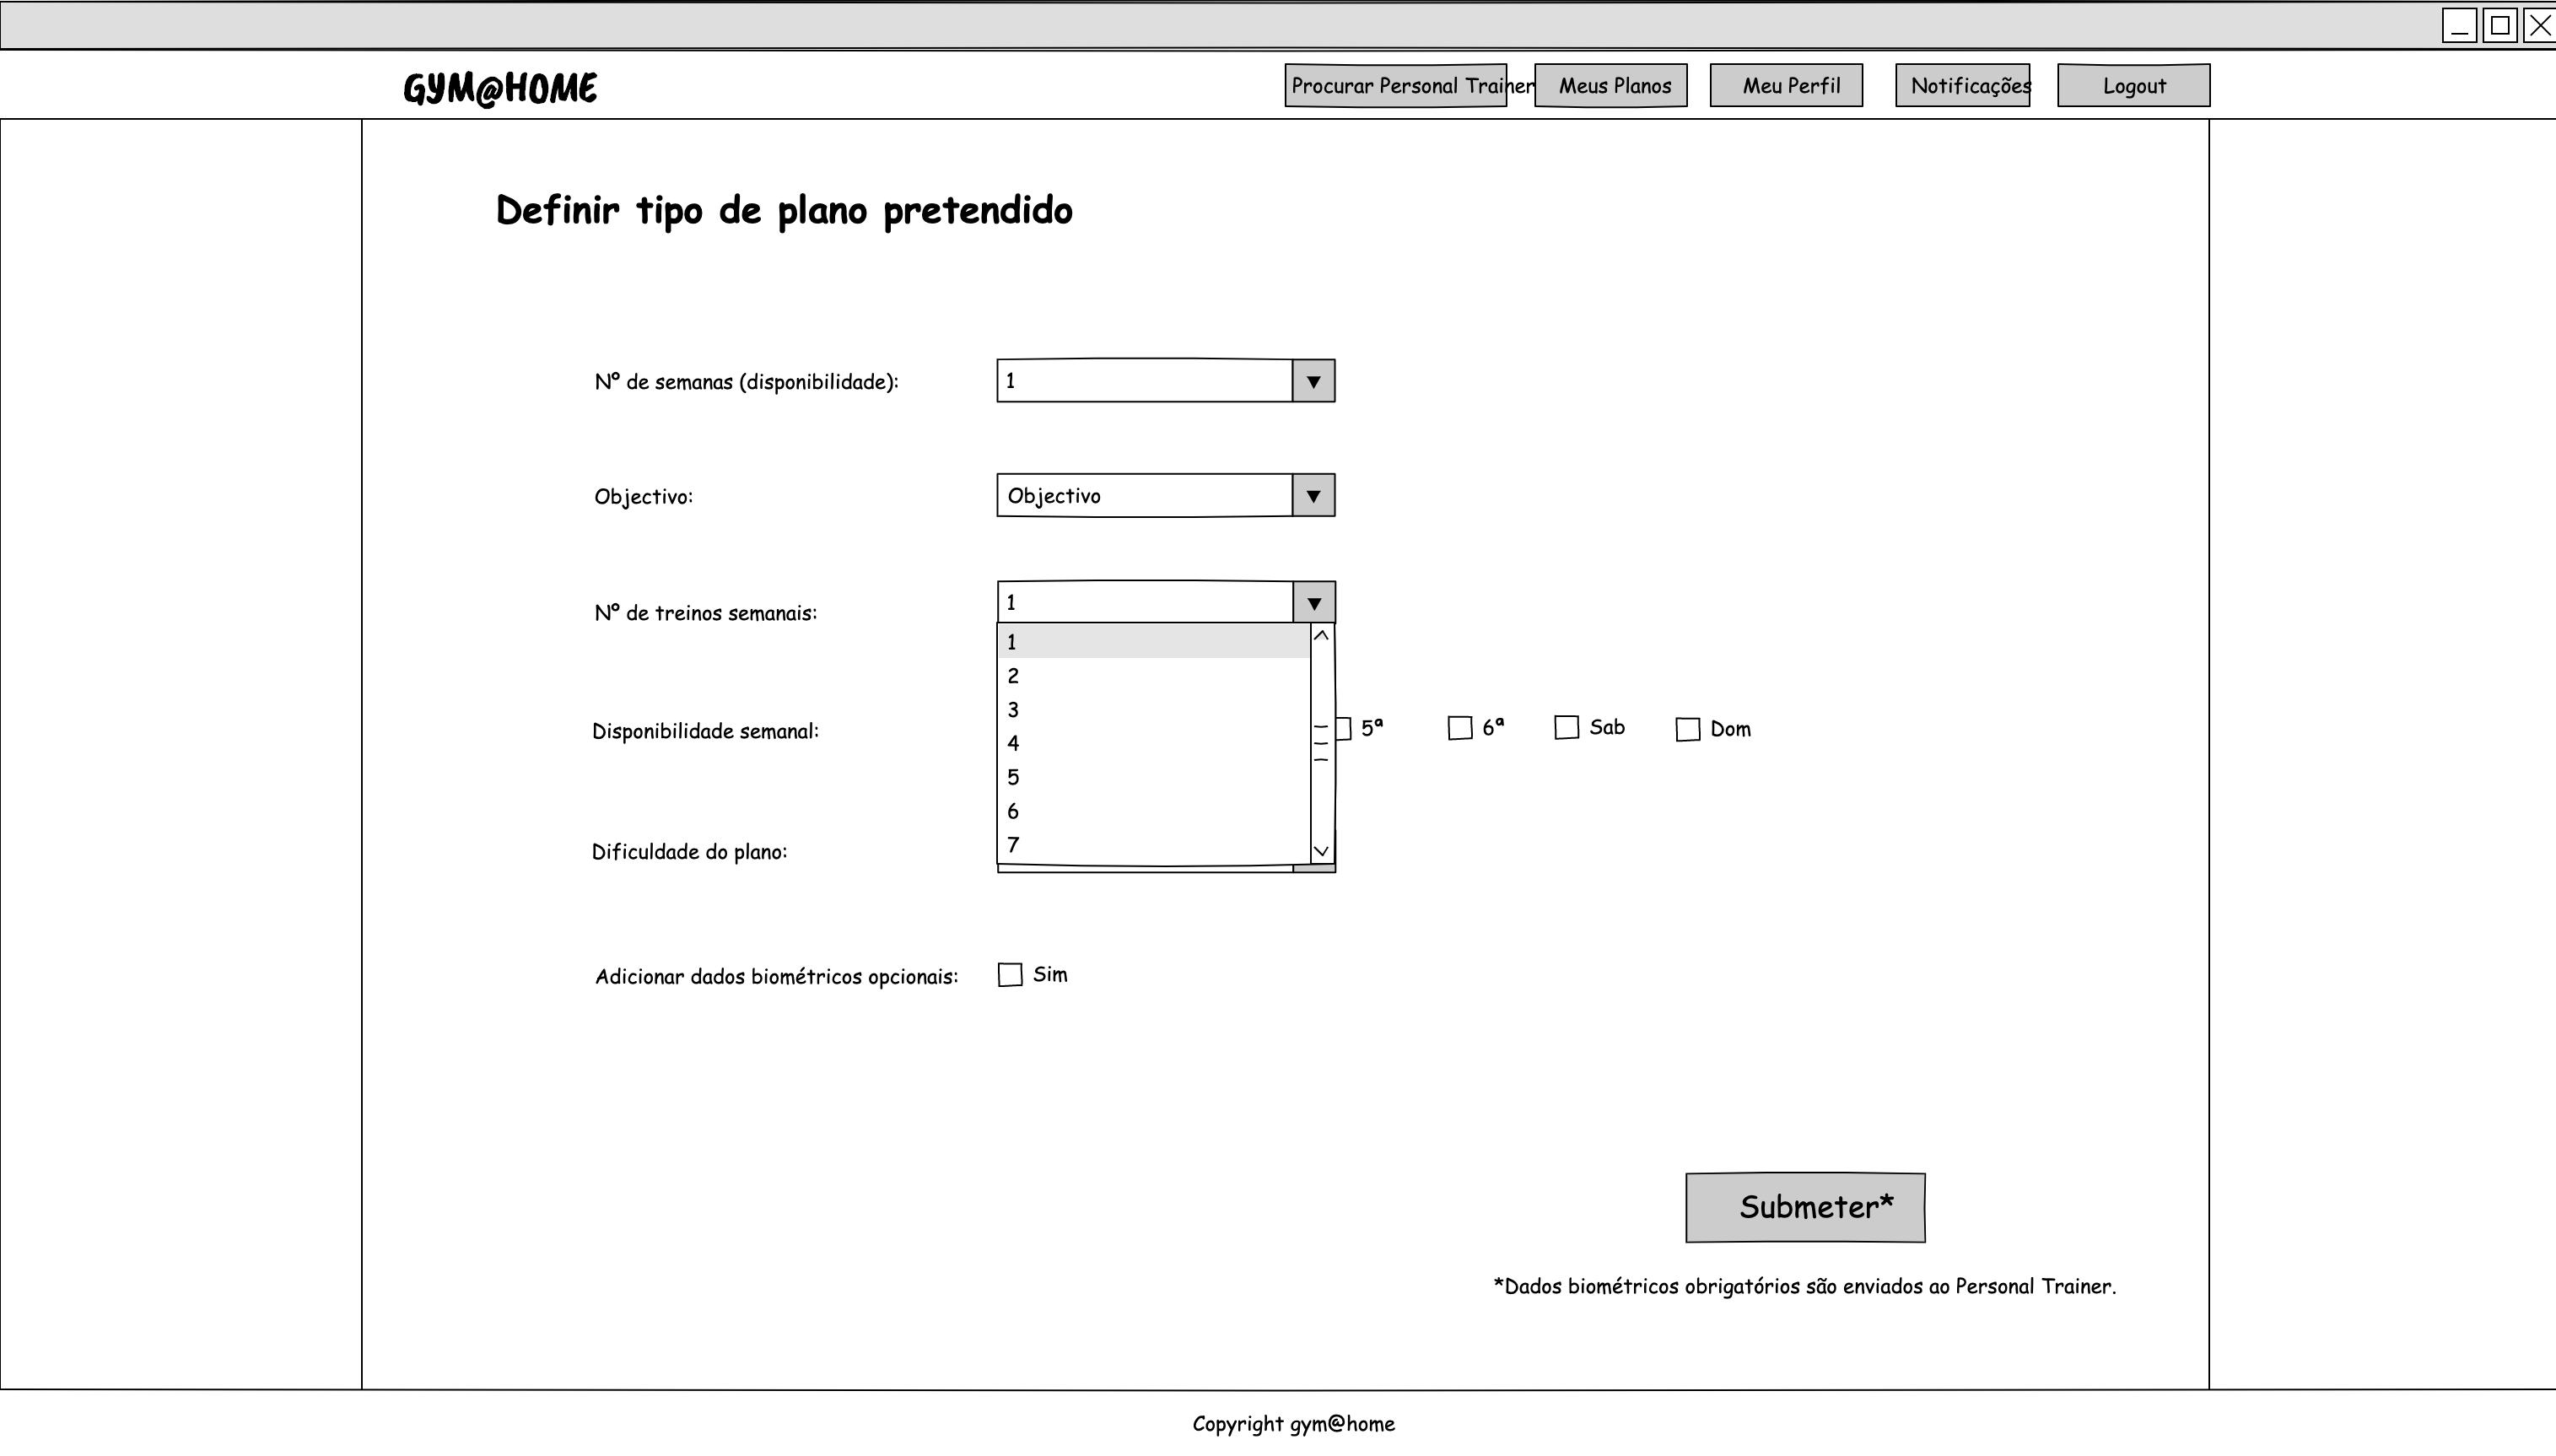 GYM@HOME
Procurar Personal Trainer
Meus Planos
Meu Perfil
Notificações
Logout
Definir tipo de plano pretendido
Nº de semanas (disponibilidade):
1
Objectivo:
Objectivo
Nº de treinos semanais:
1
1
2
3
4
5
6
7
Disponibilidade semanal:
5ª
6ª
Sab
Dom
Dificuldade do plano:
Adicionar dados biométricos opcionais:
Sim
Submeter*
*Dados biométricos obrigatórios são enviados ao Personal Trainer.
Copyright gym@home